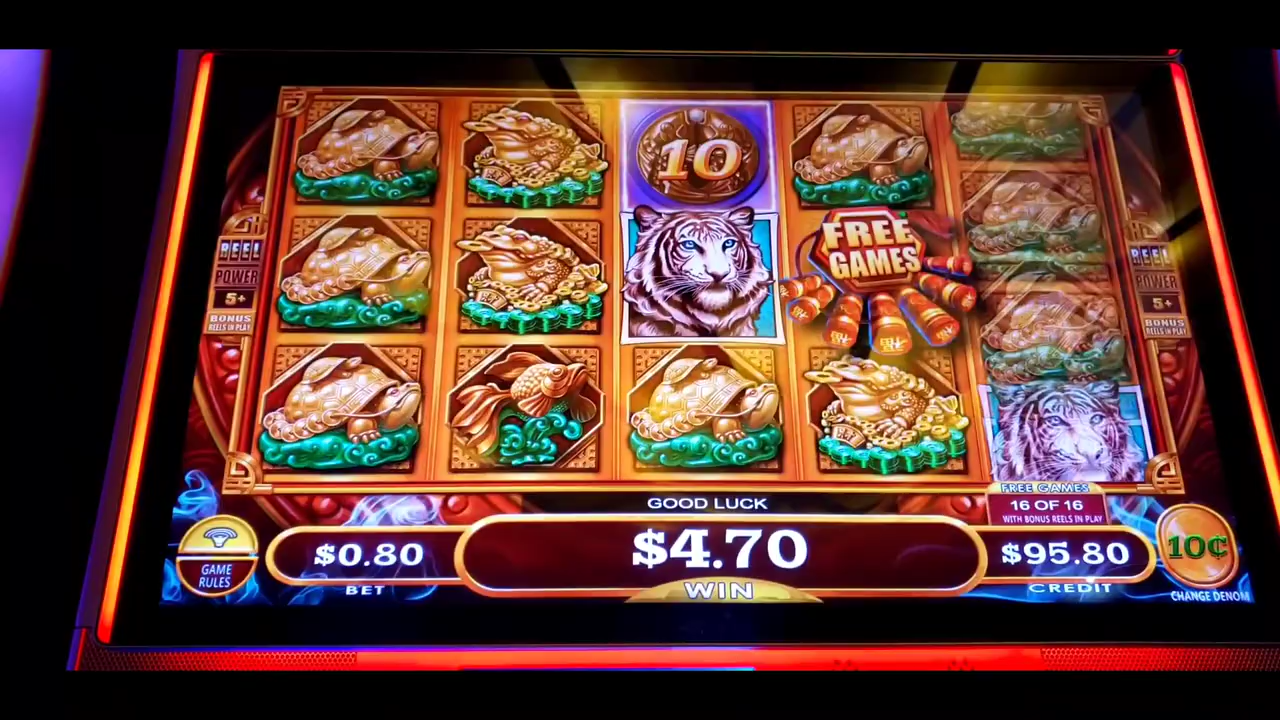 10
FREE
GAMES
REEL
POWER
5+
BONUS
REELS IN PLAY
REEL
POWER
5+
BONUS
REELS IN PLAY
GOOD LUCK
FREE GAMES
16 OF 16
WITH BONUS REELS IN PLAY
$0.80
BET
$4.70
WIN
$95.80
CREDIT
GAME
RULES
10¢
CHANGE DENOM